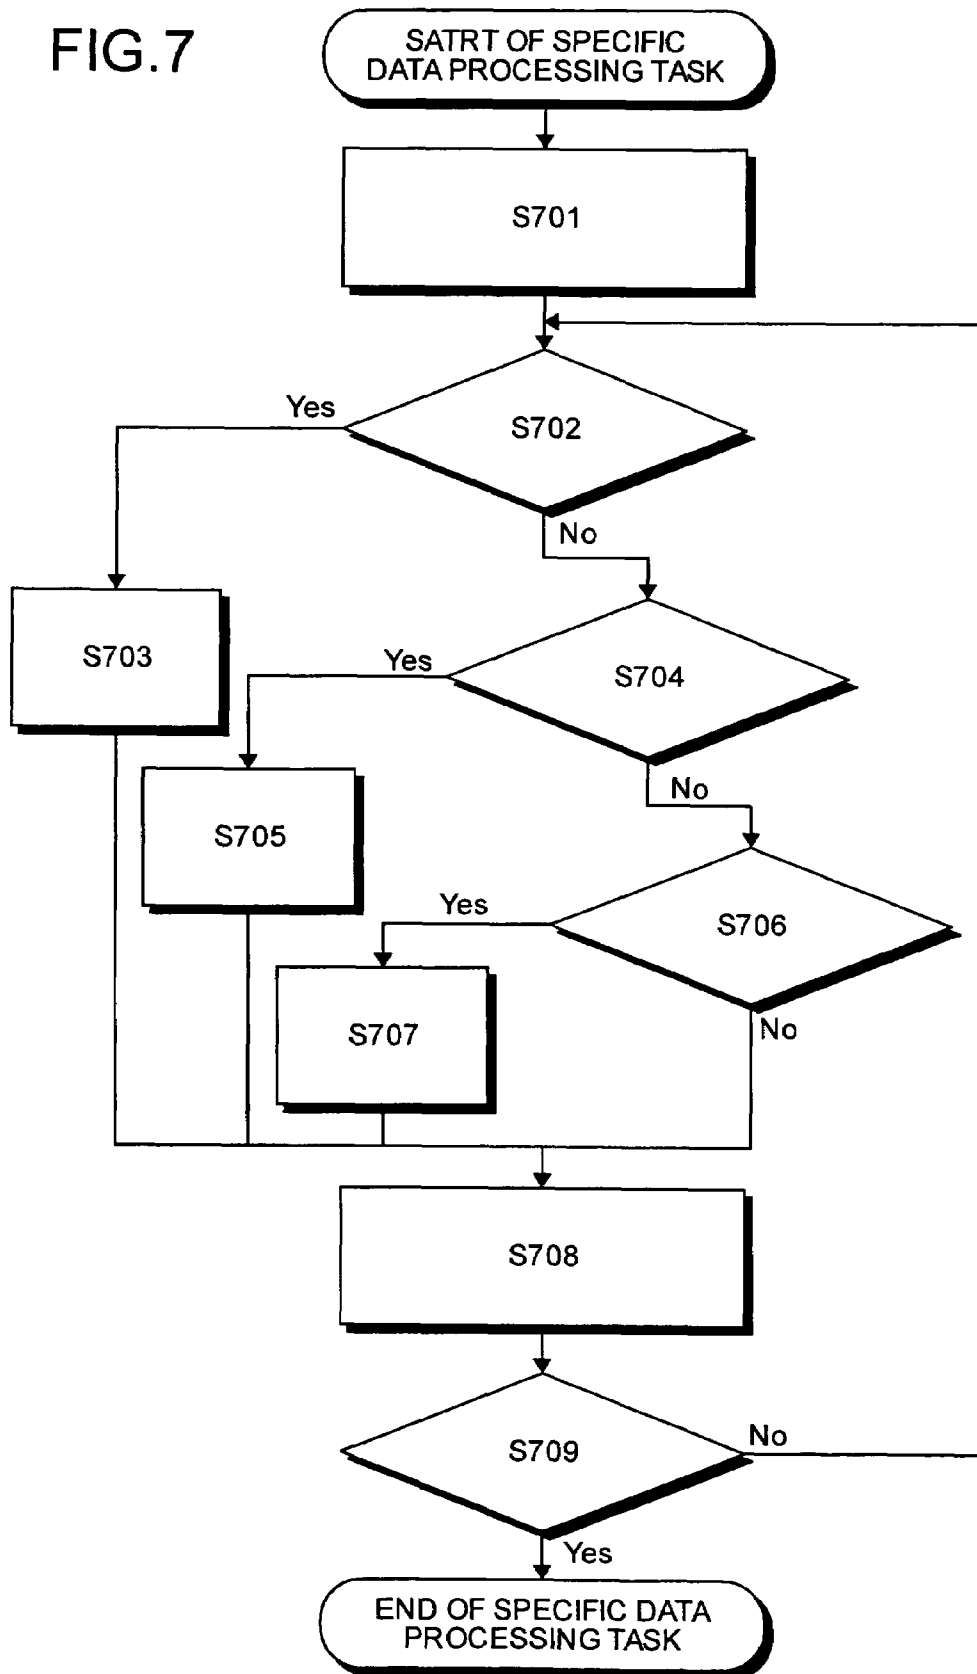 FIG.7
SATRT OF SPECIFIC
DATA PROCESSING TASK
S701
S702
Yes
No
S703
S704
Yes
No
S705
S706
Yes
No
S707
S708
S709
No
Yes
END OF SPECIFIC DATA
PROCESSING TASK